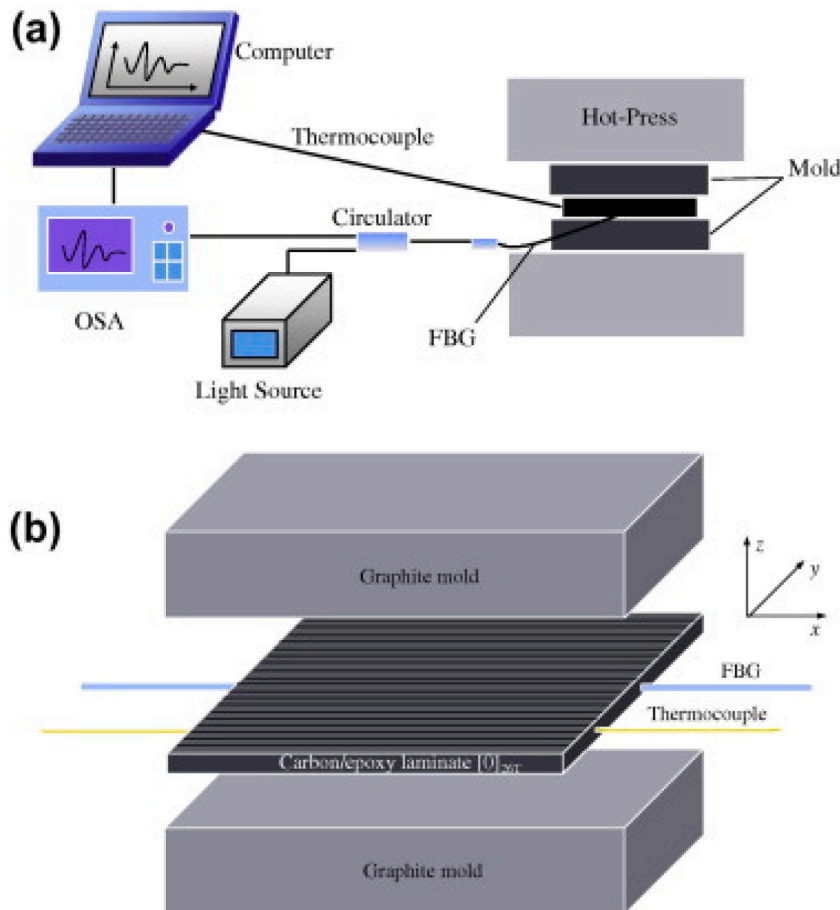 (a)
Computer
Thermocouple
Hot-Press
Mold
Circulator
OSA
FBG
Light Source
(b)
Graphite mold
z
y
x
FBG
Thermocouple
Carbon/epoxy laminate [0]₂₆T
Graphite mold